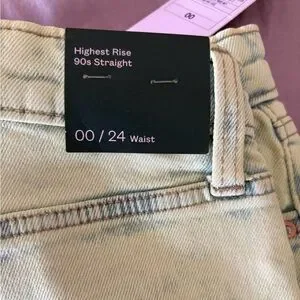 Highest Rise
90s Straight
00 / 24 Waist
00